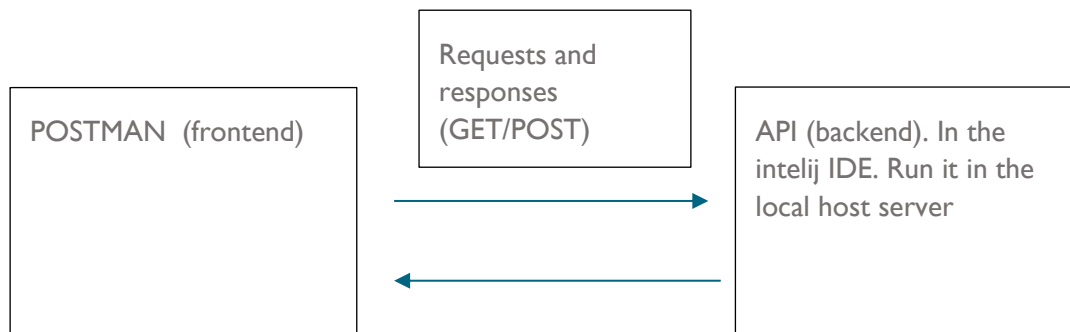 Requests and
responses
(GET/POST)
POSTMAN (frontend)
API (backend). In the
intelij IDE. Run it in the
local host server